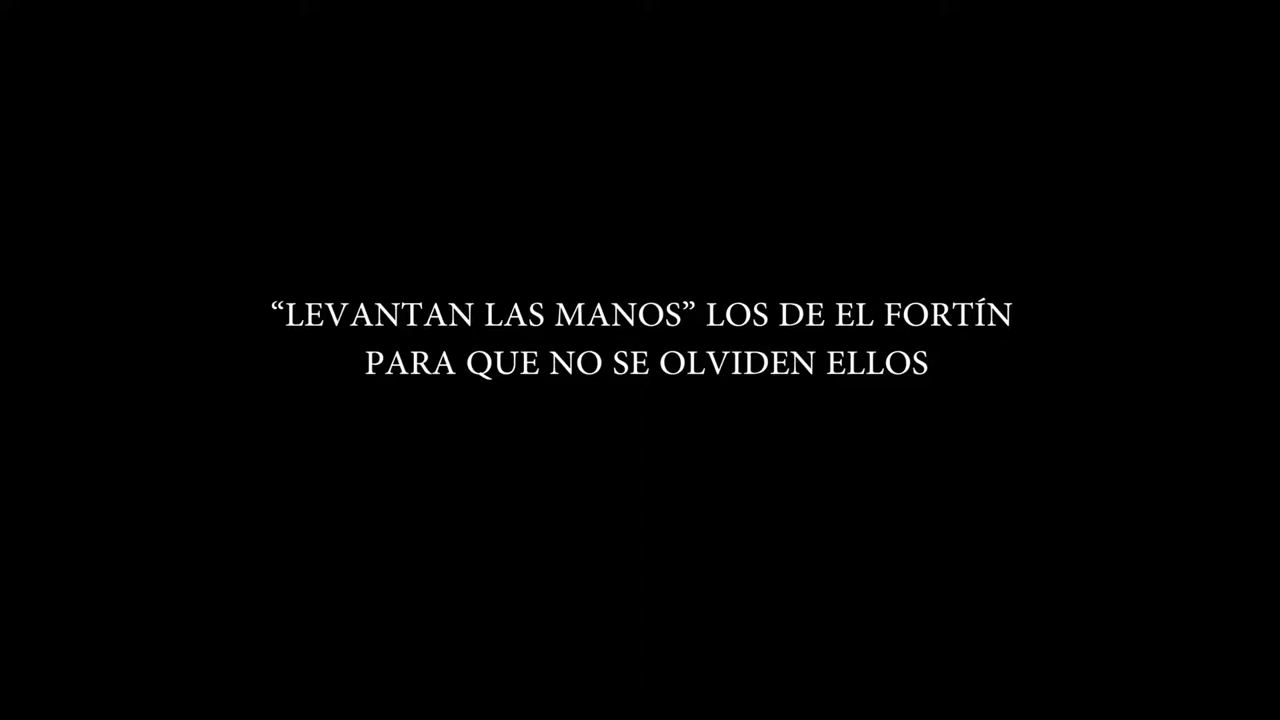 “LEVANTAN LAS MANOS” LOS DE EL FORTÍN
PARA QUE NO SE OLVIDEN ELLOS